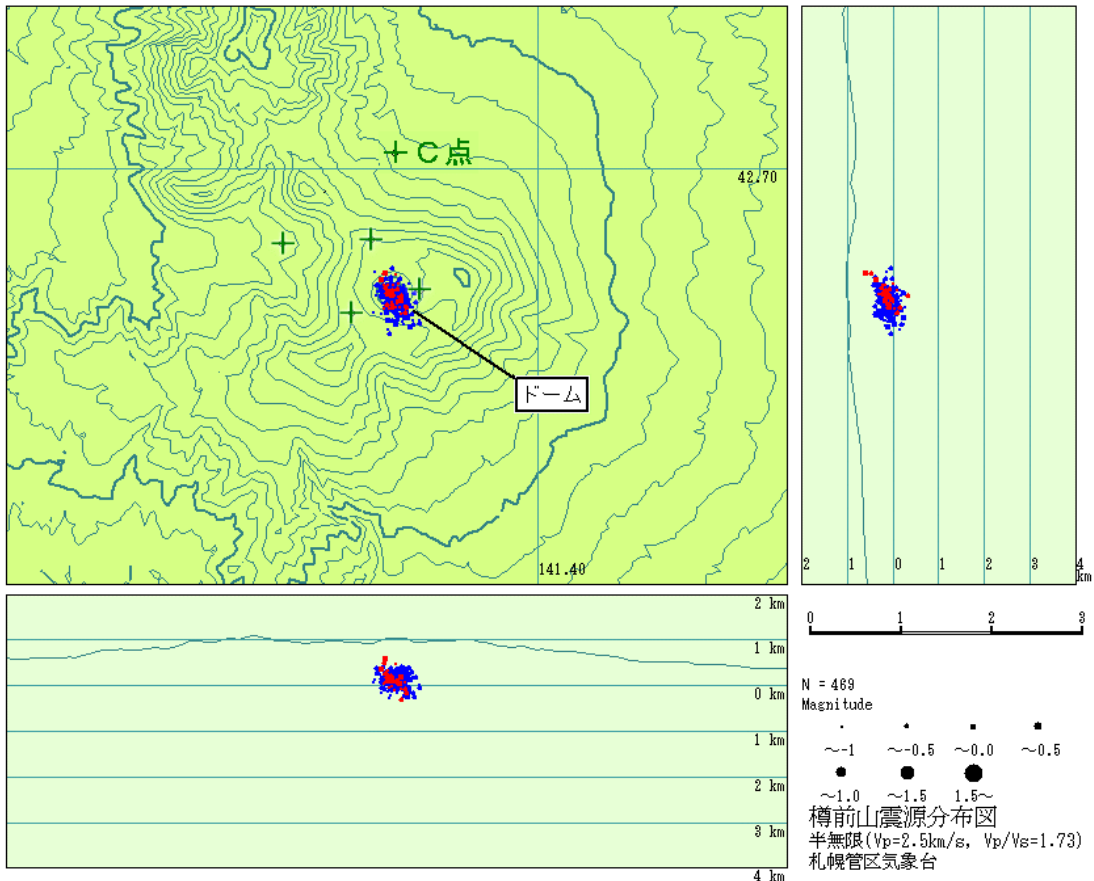 C点
42.70
ドーム
141.40
2 1 0 1 2 3 4
km
2 km
1 km
0 km
1 km
2 km
3 km
4 km
0 1 2 3
N = 469
Magnitude
～-1 ～-0.5 ～0.0 ～0.5
～1.0 ～1.5 1.5～
樽前山震源分布図
半無限(Vp=2.5km/s, Vp/Vs=1.73)
札幌管区気象台